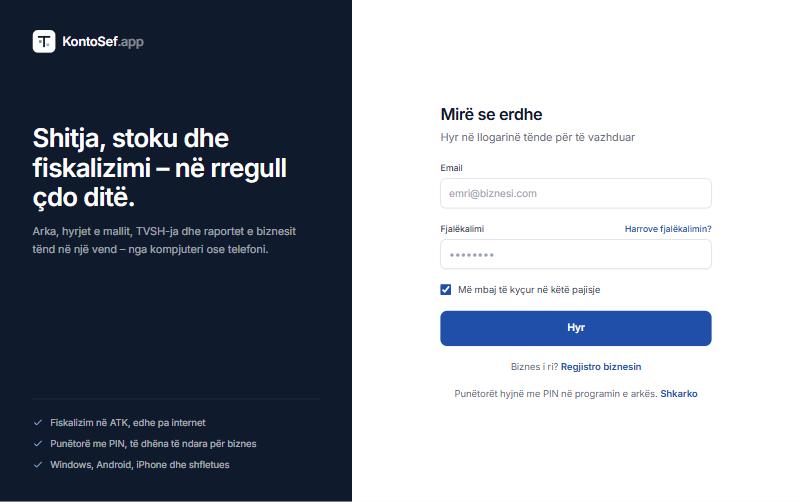 KontoSef.app
Shitja, stoku dhe
fiskalizimi – në rregull
çdo ditë.
Arka, hyrjet e mallit, TVSH-ja dhe raportet e biznesit
tënd në një vend – nga kompjuteri ose telefoni.
Fiskalizim në ATK, edhe pa internet
Punëtorë me PIN, të dhëna të ndara për biznes
Windows, Android, iPhone dhe shfletues
Mirë se erdhe
Hyr në llogarinë tënde për të vazhduar
Email
emri@biznesi.com
Fjalëkalimi Harrove fjalëkalimin?
Më mbaj të kyçur në këtë pajisje
Hyr
Biznes i ri? Regjistro biznesin
Punëtorët hyjnë me PIN në programin e arkës. Shkarko